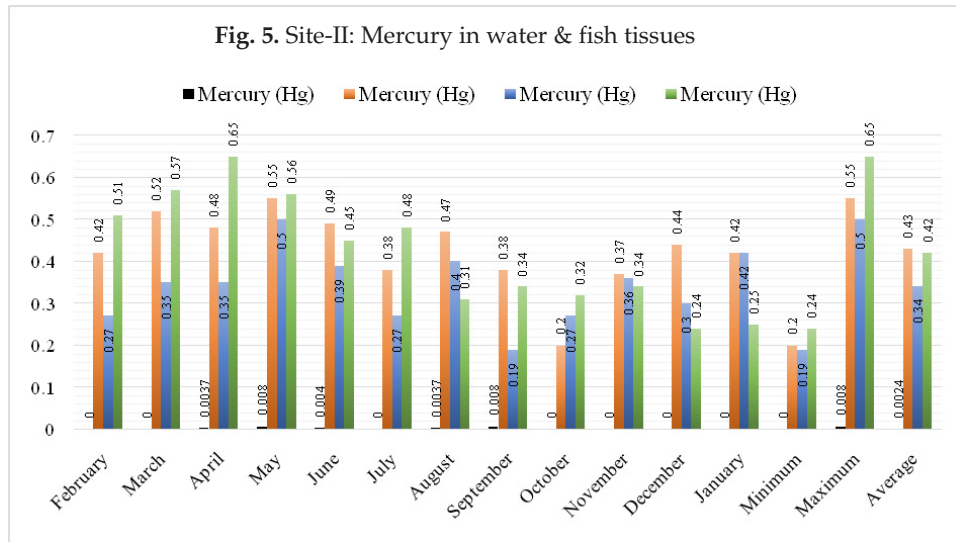 Fig. 5. Site-II: Mercury in water & fish tissues
Mercury (Hg) Mercury (Hg) Mercury (Hg) Mercury (Hg)
0.7
0.6
0.5
0.4
0.3
0.2
0.1
0
0 0.42 0.27 0.51
0 0.52 0.35 0.57
0.0037 0.48 0.35 0.65
0.008 0.55 0.5 0.56
0.004 0.49 0.39 0.45
0 0.38 0.27 0.48
0.0037 0.47 0.4 0.31
0.008 0.38 0.19 0.34
0 0.2 0.27 0.32
0 0.37 0.36 0.34
0 0.44 0.3 0.24
0 0.42 0.42 0.25
0 0.2 0.19 0.24
0.008 0.55 0.5 0.65
0.0024 0.43 0.34 0.42
February
March
April
May
June
July
August
September
October
November
December
January
Minimum
Maximum
Average